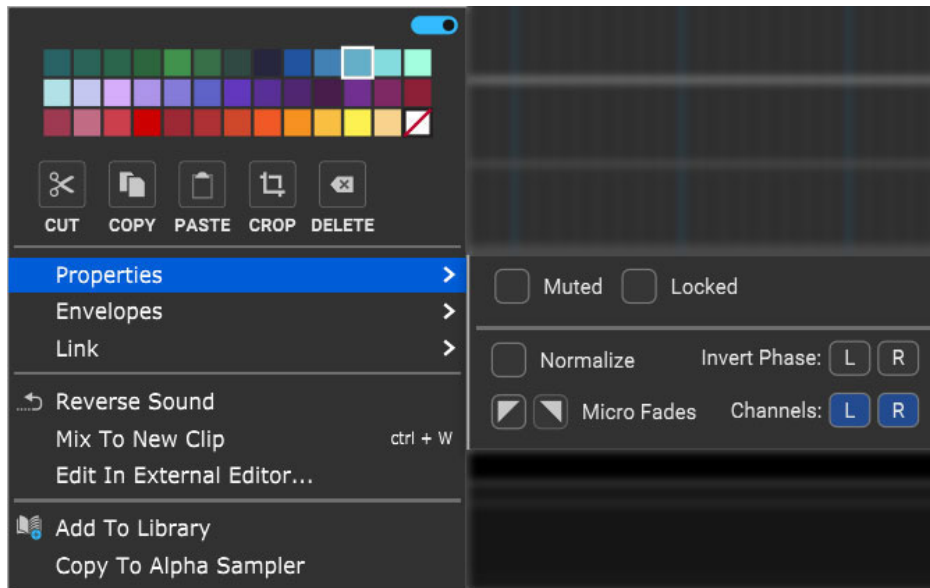 CUT COPY PASTE CROP DELETE
Properties
Envelopes
Link
Reverse Sound
Mix To New Clip ctrl + W
Edit In External Editor...
Add To Library
Copy To Alpha Sampler
Muted Locked
Normalize Invert Phase: L R
Micro Fades Channels: L R